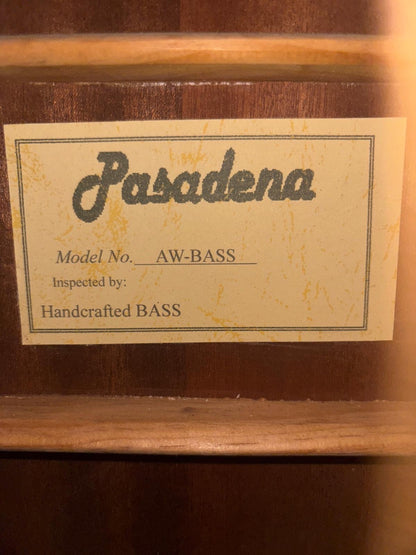 Pasadena
Model No. AW-BASS
Inspected by:
Handcrafted BASS